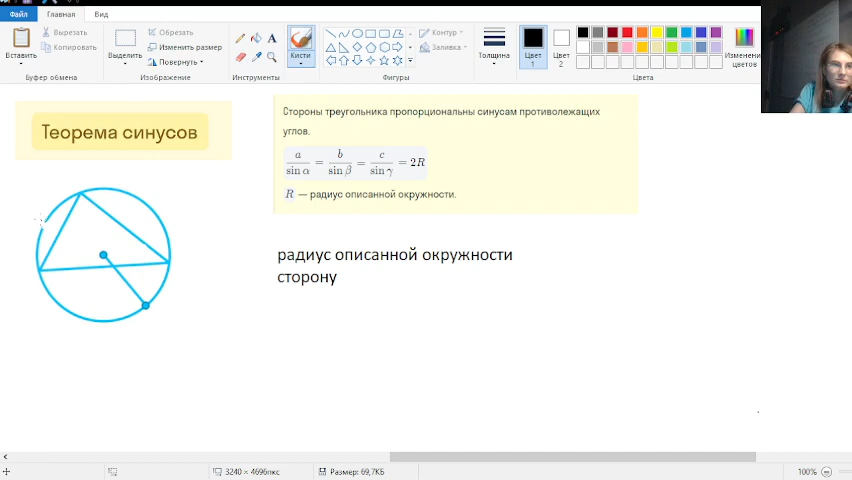 Файл
Главная
Вид
Вставить
Вырезать
Копировать
Буфер обмена
Выделить
Обрезать
Изменить размер
Повернуть
Изображение
Инструменты
Кисти
Контур
Заливка
Фигуры
Толщина
Цвет 1
Цвет 2
Цвета
Изменени
цветов
Теорема синусов
Стороны треугольника пропорциональны синусам противолежащих
углов.
a/sin α = b/sin β = c/sin γ = 2R
R — радиус описанной окружности.
радиус описанной окружности
сторону
3240 × 4696пкс
Размер: 69,7КБ
100%